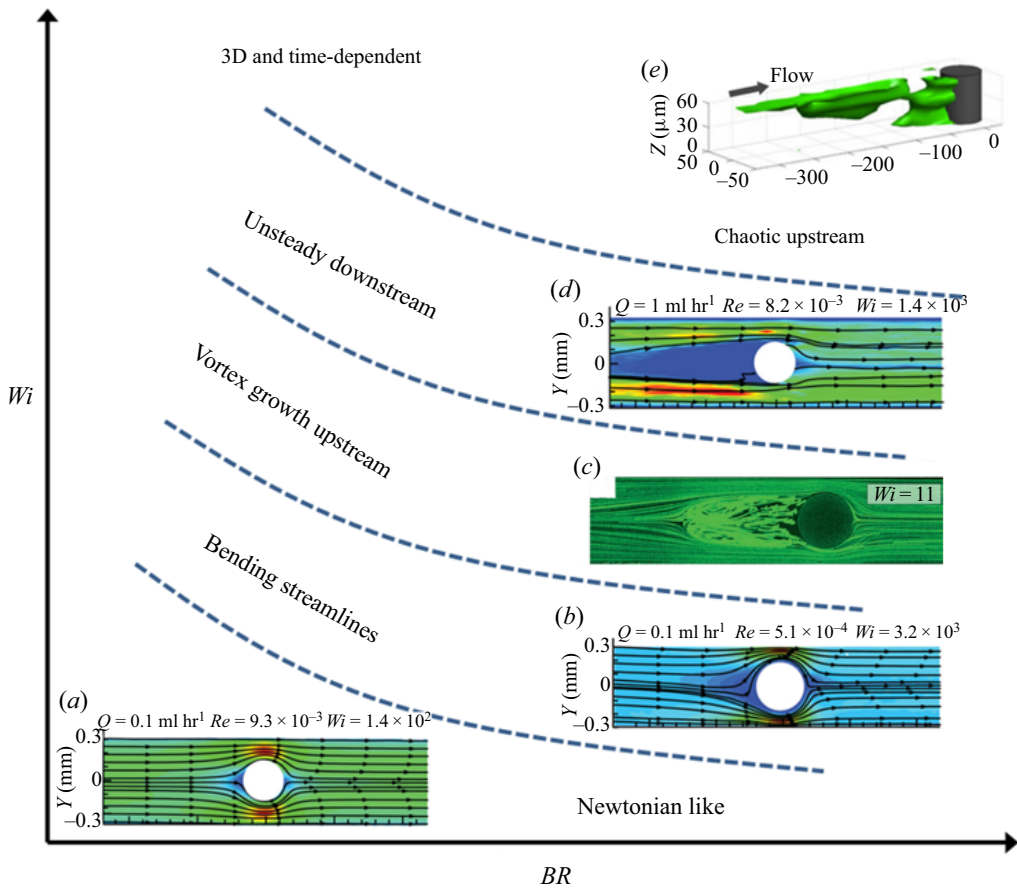 3D and time-dependent
(e)
Flow
Z (μm)
60
30
0
50
0
−50
−300
−200
−100
0
Unsteady downstream
Chaotic upstream
(d)
Q = 1 ml hr¹ Re = 8.2 × 10⁻³ Wi = 1.4 × 10³
Y (mm)
0.3
0
−0.3
Wi
Vortex growth upstream
(c)
Wi = 11
Bending streamlines
(b)
Q = 0.1 ml hr¹ Re = 5.1 × 10⁻⁴ Wi = 3.2 × 10³
Y (mm)
0.3
0
−0.3
(a)
Q = 0.1 ml hr¹ Re = 9.3 × 10⁻³ Wi = 1.4 × 10²
Y (mm)
0.3
0
−0.3
Newtonian like
BR